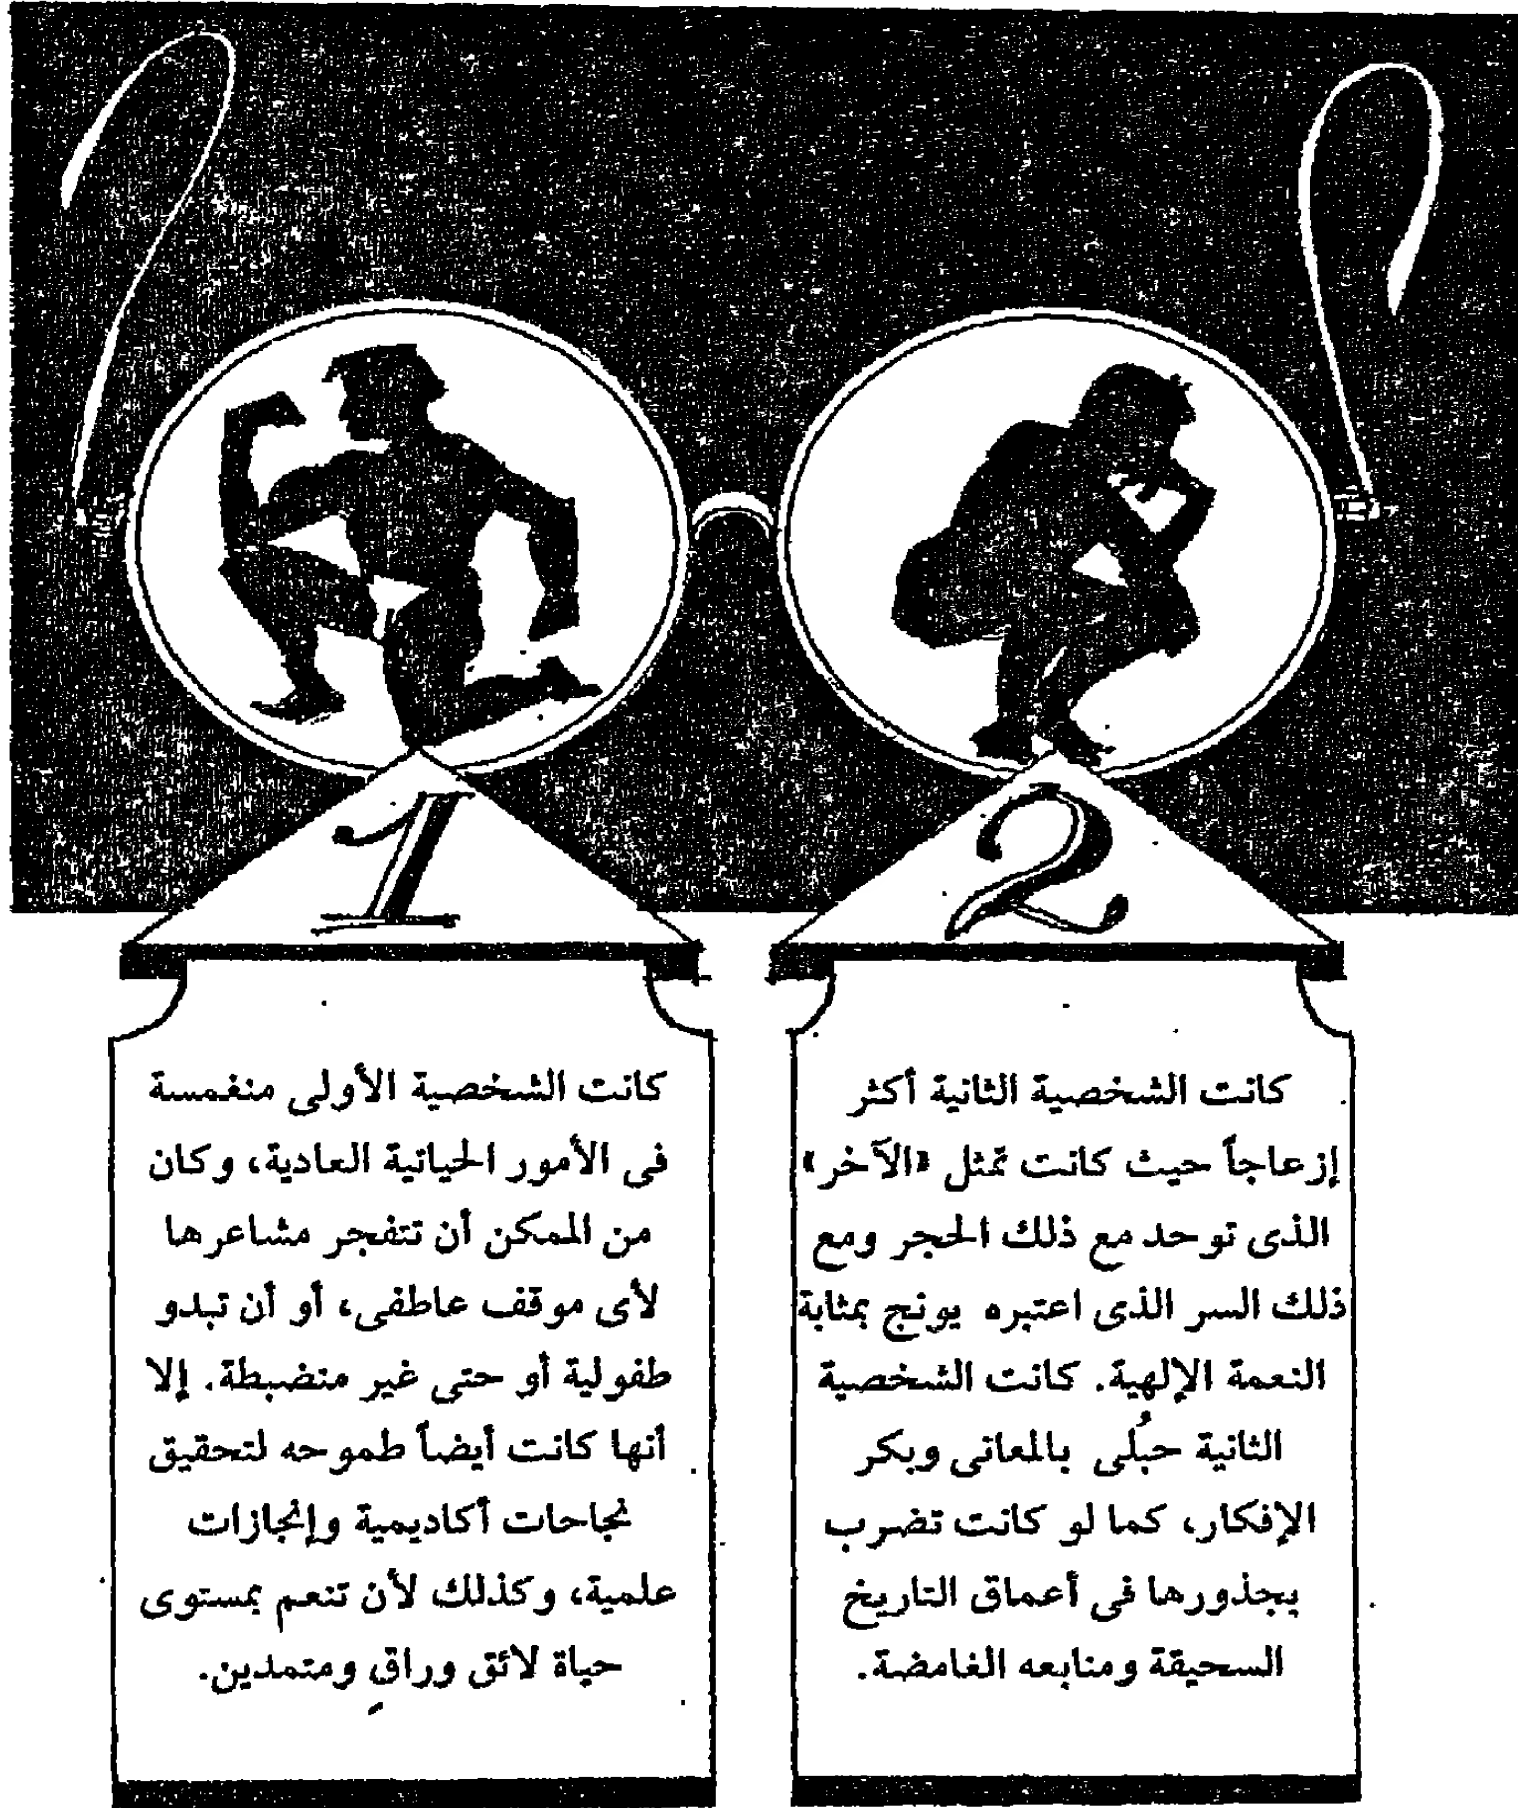 1
كانت الشخصية الأولى منغمسة
فى الأمور الحياتية العادية، وكان
من الممكن أن تتفجر مشاعرها
لأى موقف عاطفى، أو أن تبدو
طفولية أو حتى غير منضبطة. إلا
أنها كانت أيضاً طموحه لتحقيق
نجاحات أكاديمية وإنجازات
علمية، وكذلك لأن تنعم بمستوى
حياة لائق وراقٍ ومتمدين.
2
كانت الشخصية الثانية أكثر
إزعاجاً حيث كانت تمثل «الآخر»
الذى توحد مع ذلك الحجر ومع
ذلك السر الذى اعتبره يونج بمثابة
النعمة الإلهية. كانت الشخصية
الثانية حبُلى بالمعانى وبكر
الإفكار، كما لو كانت تضرب
بجذورها فى أعماق التاريخ
السحيقة ومنابعه الغامضة.